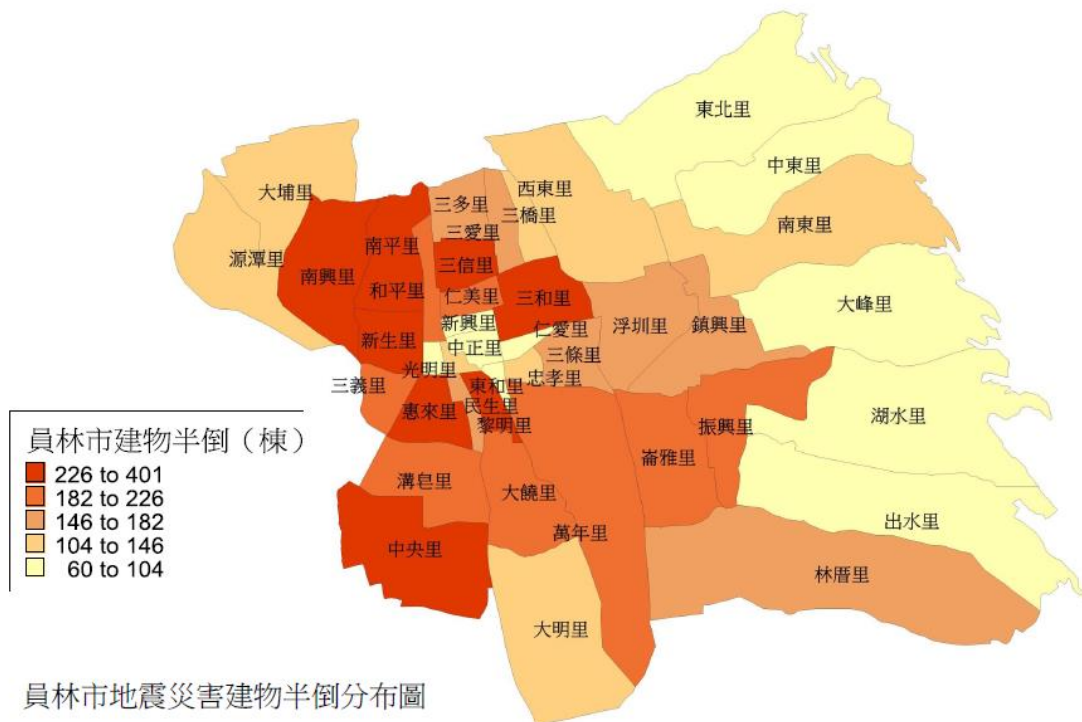 東北里
中東里
西東里
大埔里
三多里
三橋里
南東里
三愛里
南平里
源潭里
三信里
南興里
和平里
仁美里
三和里
大峰里
新興里
仁愛里
浮圳里
鎮興里
新生里
中正里
三條里
光明里
忠孝里
三義里
東和里
湖水里
惠來里
民生里
黎明里
振興里
員林市建物半倒（棟）
226 to 401
182 to 226
146 to 182
104 to 146
60 to 104
崙雅里
溝皂里
大饒里
出水里
萬年里
中央里
林厝里
大明里
員林市地震災害建物半倒分布圖